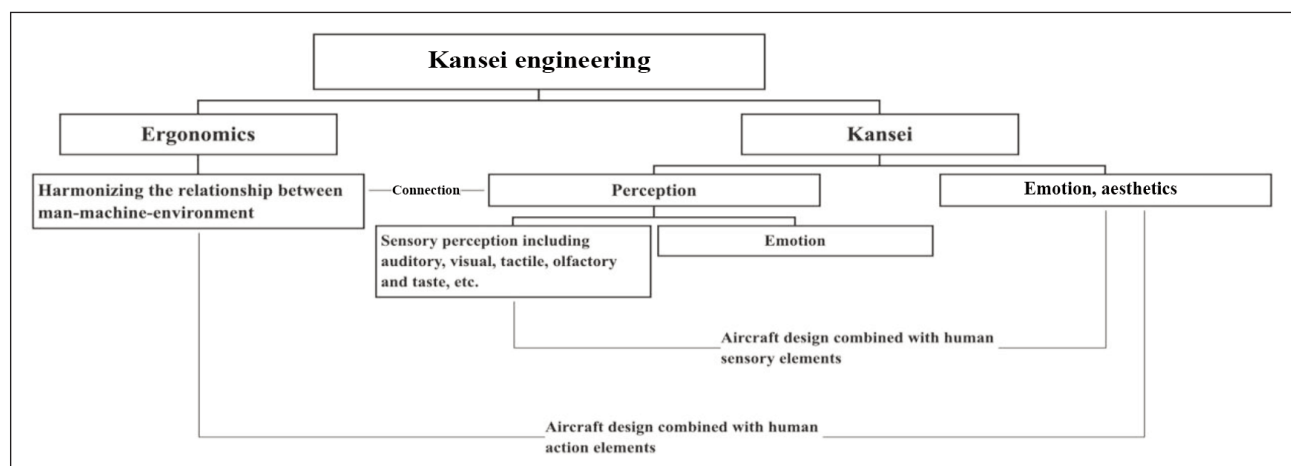 Kansei engineering
Ergonomics
Kansei
Harmonizing the relationship between
man-machine-environment
Connection
Perception
Emotion, aesthetics
Sensory perception including
auditory, visual, tactile, olfactory
and taste, etc.
Emotion
Aircraft design combined with human
sensory elements
Aircraft design combined with human
action elements